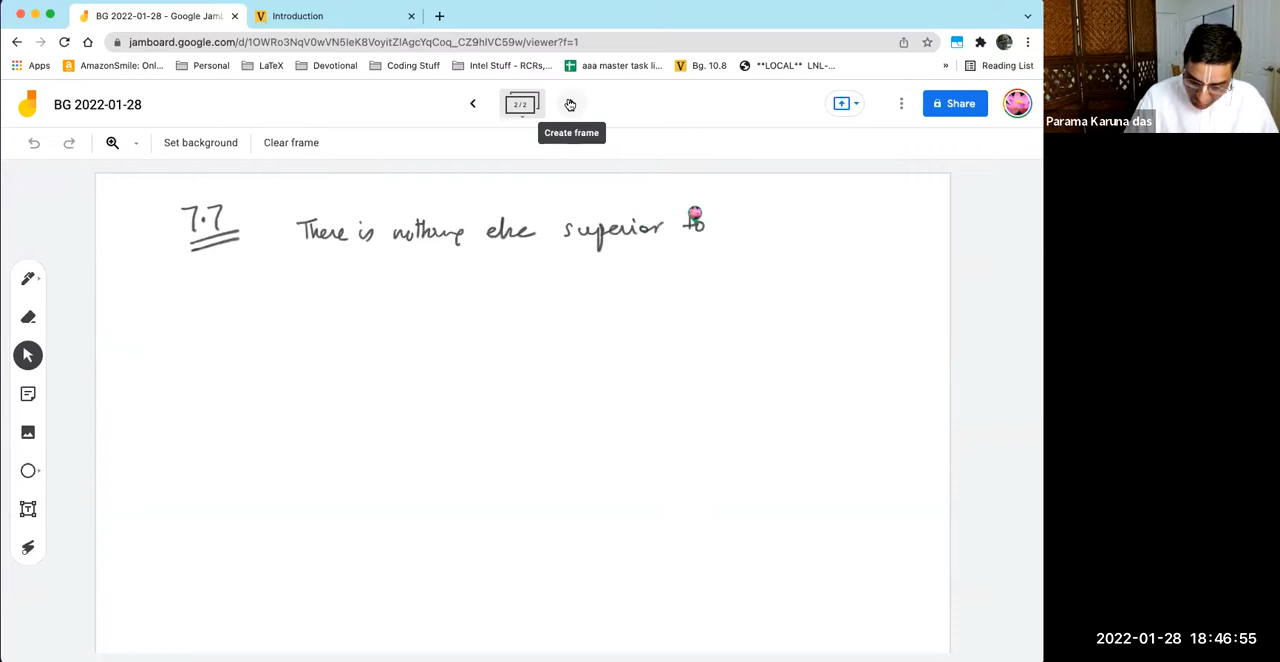 BG 2022-01-28 - Google Jaml
Introduction
jamboard.google.com/d/1OWRo3NqV0wVN5leK8VoyitZlAgcYqCoq_CZ9hlVC59w/viewer?f=1
Apps
AmazonSmile: Onl...
Personal
LaTeX
Devotional
Coding Stuff
Intel Stuff - RCRs,...
aaa master task li...
Bg. 10.8
**LOCAL** LNL-...
»
Reading List
BG 2022-01-28
2/2
Share
Create frame
Parama Karuna das
Set background
Clear frame
7.7 There is nothing else superior to
2022-01-28 18:46:55